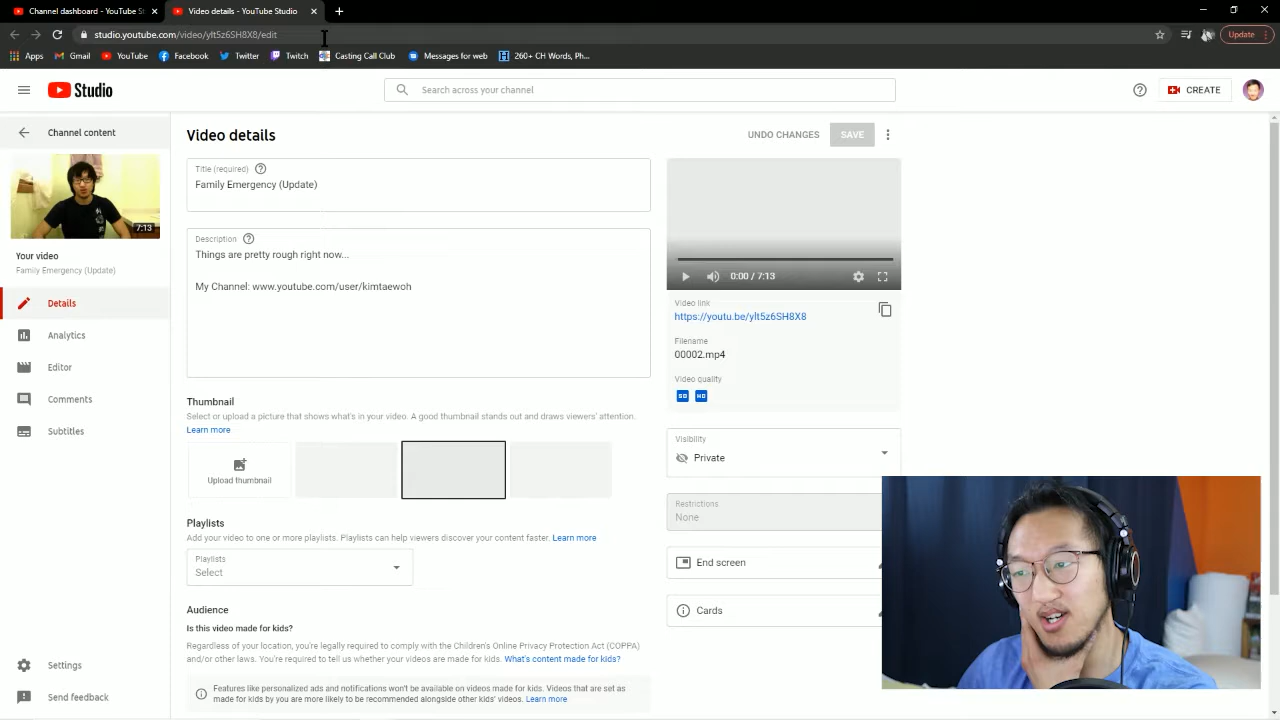 Channel dashboard - YouTube St
Video details - YouTube Studio
studio.youtube.com/video/ylt5z6SH8X8/edit
Update
Apps
Gmail
YouTube
Facebook
Twitter
Twitch
Casting Call Club
Messages for web
260+ CH Words, Ph...
Studio
Search across your channel
CREATE
Channel content
7:13
Your video
Family Emergency (Update)
Details
Analytics
Editor
Comments
Subtitles
Settings
Send feedback
Video details
UNDO CHANGES
SAVE
Title (required)
Family Emergency (Update)
Description
Things are pretty rough right now...
My Channel: www.youtube.com/user/kimtaewoh
Thumbnail
Select or upload a picture that shows what's in your video. A good thumbnail stands out and draws viewers' attention.
Learn more
Upload thumbnail
Playlists
Add your video to one or more playlists. Playlists can help viewers discover your content faster. Learn more
Playlists
Select
Audience
Is this video made for kids?
Regardless of your location, you're legally required to comply with the Children's Online Privacy Protection Act (COPPA)
and/or other laws. You're required to tell us whether your videos are made for kids. What's content made for kids?
Features like personalized ads and notifications won't be available on videos made for kids. Videos that are set as
made for kids by you are more likely to be recommended alongside other kids' videos. Learn more
0:00 / 7:13
Video link
https://youtu.be/ylt5z6SH8X8
Filename
00002.mp4
Video quality
SD HD
Visibility
Private
Restrictions
None
End screen
Cards